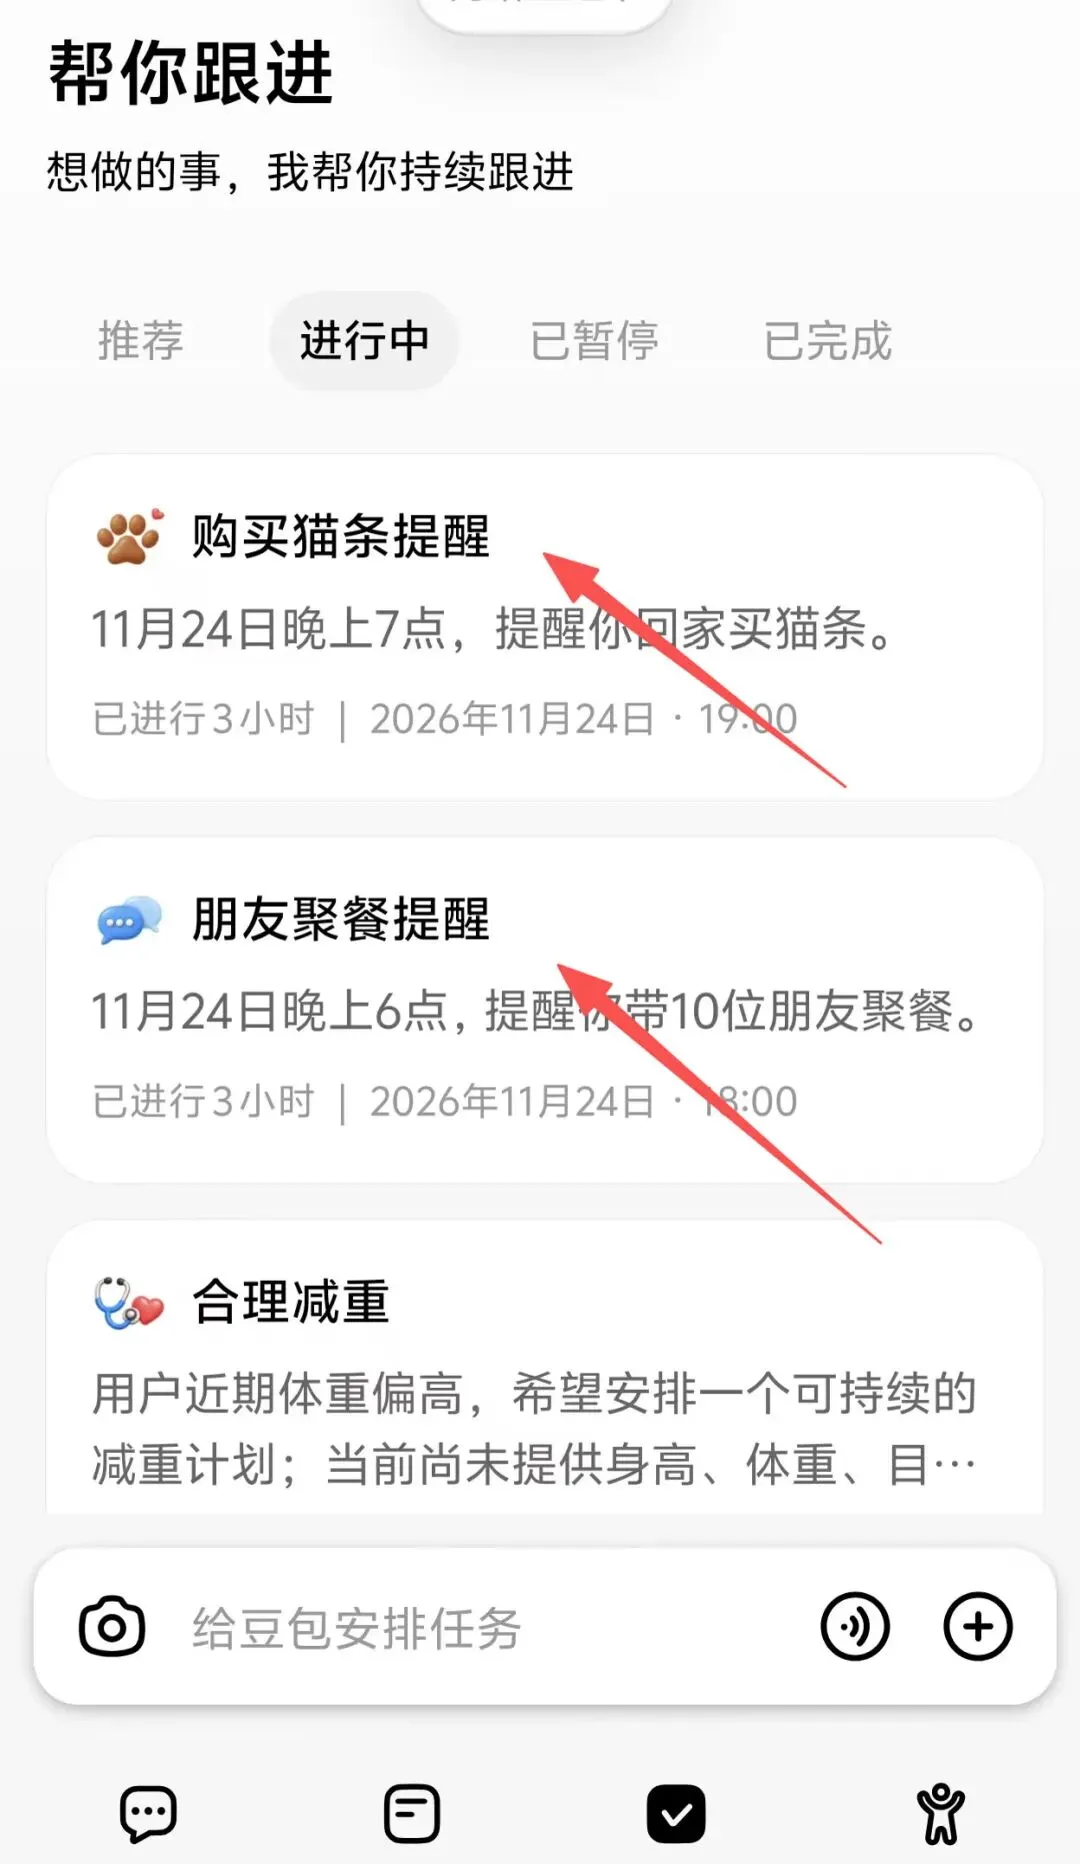 帮你跟进
想做的事，我帮你持续跟进
推荐 进行中 已暂停 已完成
购买猫条提醒
11月24日晚上7点，提醒你回家买猫条。
已进行3小时 | 2026年11月24日 · 19:00
朋友聚餐提醒
11月24日晚上6点，提醒你带10位朋友聚餐。
已进行3小时 | 2026年11月24日 · 18:00
合理减重
用户近期体重偏高，希望安排一个可持续的
减重计划；当前尚未提供身高、体重、目…
给豆包安排任务